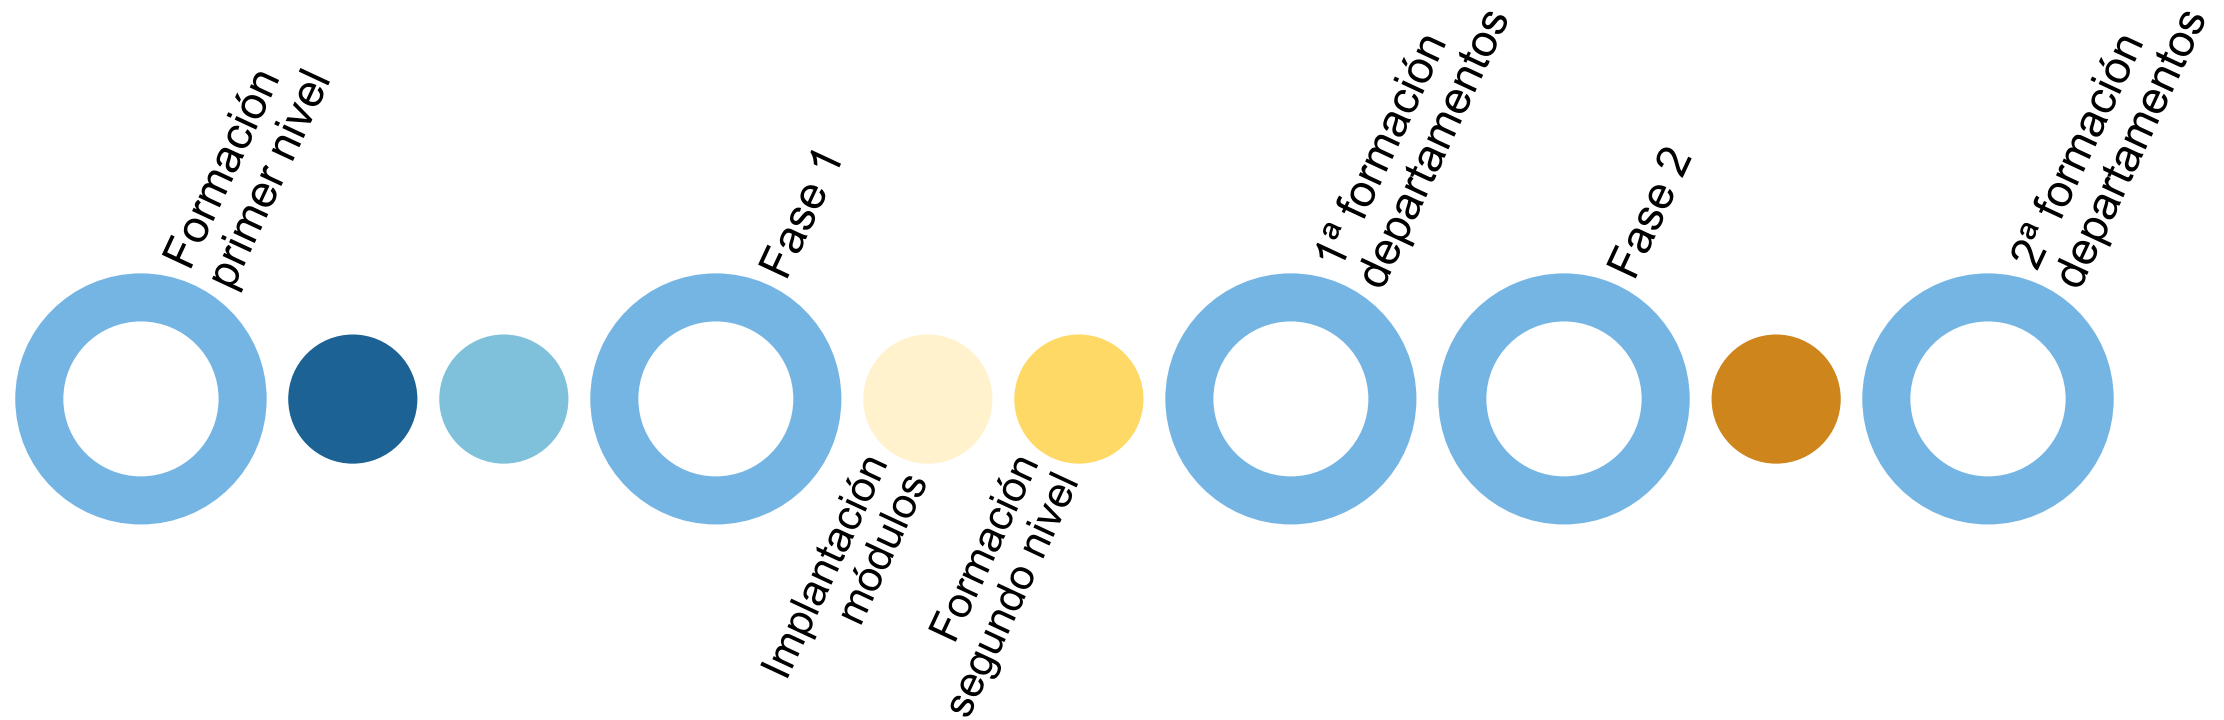 Formación
primer nivel
Fase 1
Implantación
módulos
Formación
segundo nivel
1ª formación
departamentos
Fase 2
2ª formación
departamentos